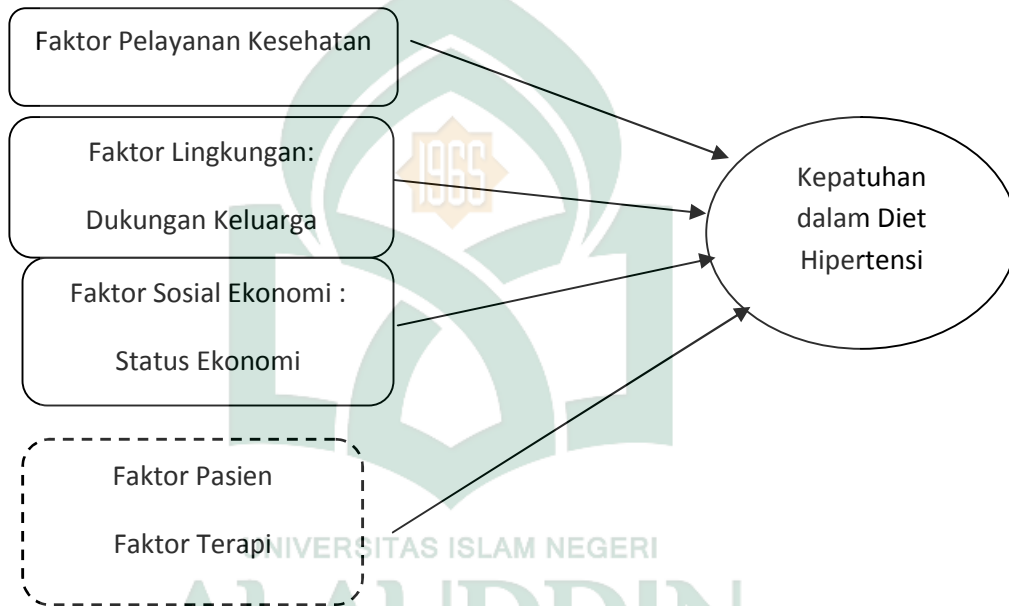 Faktor Pelayanan Kesehatan
Faktor Lingkungan:
Dukungan Keluarga
Faktor Sosial Ekonomi :
Status Ekonomi
Faktor Pasien
Faktor Terapi
Kepatuhan
dalam Diet
Hipertensi
1965
UNIVERSITAS ISLAM NEGERI
ALAUDDIN